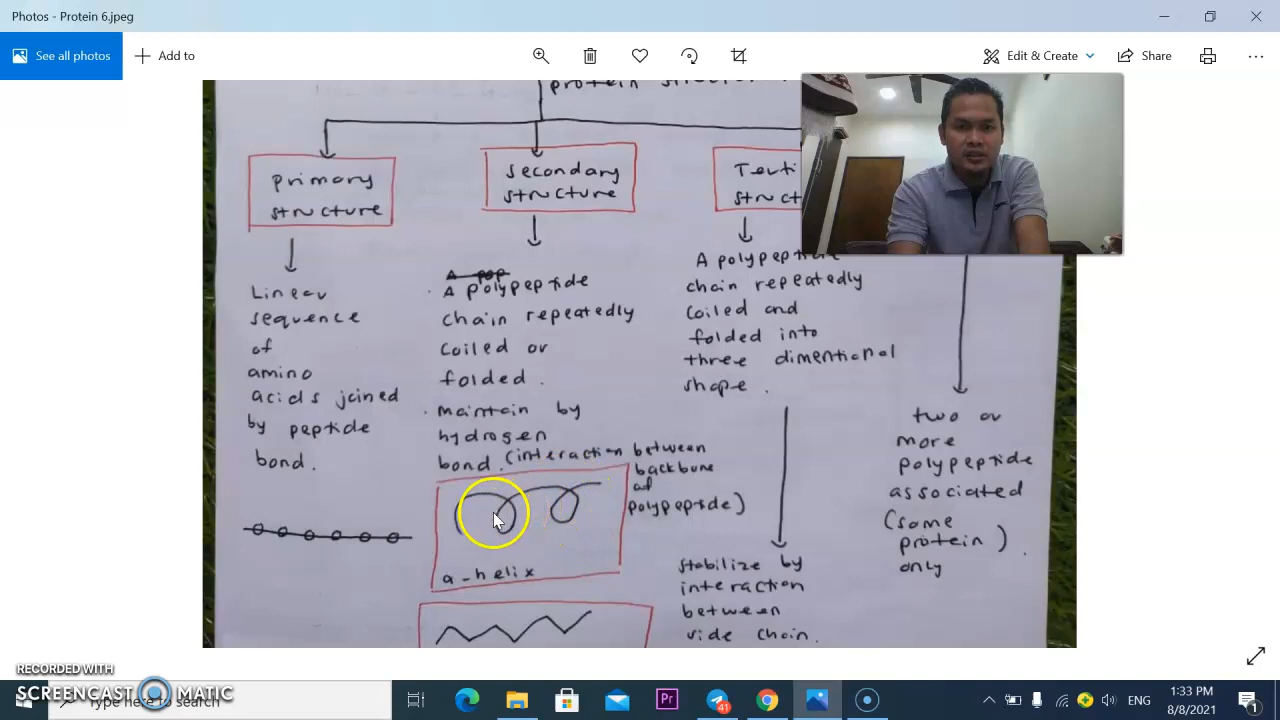 Photos - Protein 6.jpeg
See all photos
Add to
Edit & Create
Share
protein
primary
structure
Linear
sequence
of
amino
acids joined
by peptide
bond.
secondary
structure
A polypeptide
chain repeatedly
coiled or
folded.
maintain by
hydrogen
bond. (interaction between
backbone
of
polypeptide)
a-helix
Terti
struct
A polypeptide
chain repeatedly
coiled and
folded into
three dimentional
shape.
stabilize by
interaction
between
side chain.
two or
more
polypeptide
associated
(some
protein)
only
RECORDED WITH
SCREENCAST MATIC
Type here to search
Pr
41
ENG
1:33 PM
8/8/2021
1